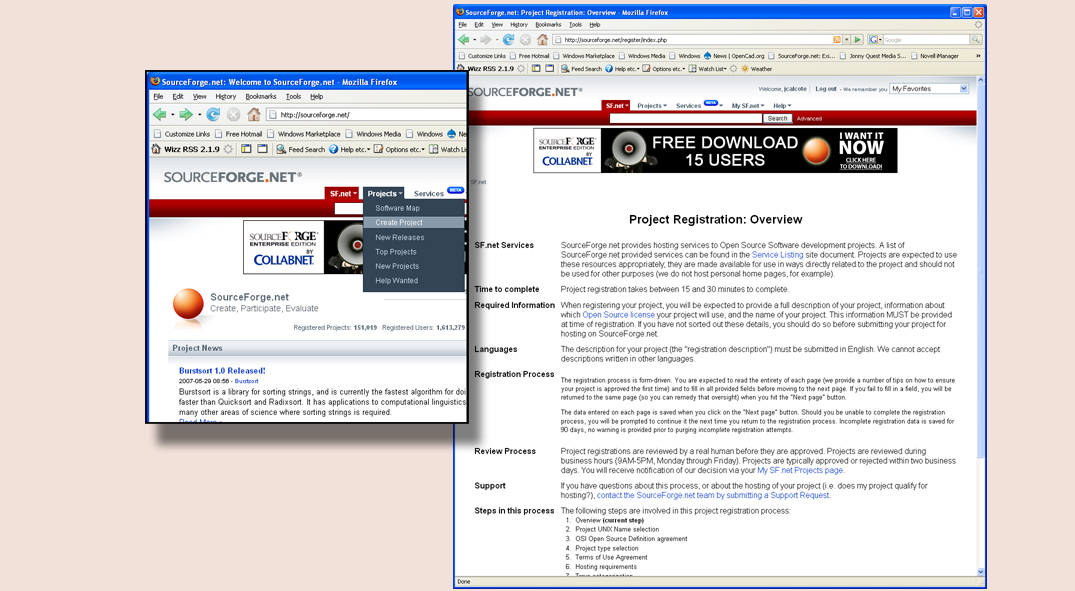 SourceForge.net: Welcome to SourceForge.net - Mozilla Firefox
File Edit View History Bookmarks Tools Help
http://sourceforge.net/
Customize Links Free Hotmail Windows Marketplace Windows Media Windows Ne
Wizz RSS 2.1.9 Feed Search Help etc. Options etc. Watch Li
SOURCEFORGE.NET®
SF.net Projects Services BETA
Software Map
Create Project
New Releases
Top Projects
New Projects
Help Wanted
SOURCEFORGE
ENTERPRISE EDITION
BY
COLLABNET
SourceForge.net
Create, Participate, Evaluate
Registered Projects: 151,019 Registered Users: 1,613,279
Project News
Burstsort 1.0 Released!
2007-05-29 08:56 - Burstsort
Burstsort is a library for sorting strings, and is currently the fastest algorithm for doi
faster than Quicksort and Radixsort. It has applications to computational linguistics
many other areas of science where sorting strings is required.
Read More
SourceForge.net: Project Registration: Overview - Mozilla Firefox
File Edit View History Bookmarks Tools Help
http://sourceforge.net/register/index.php
Google
Customize Links Free Hotmail Windows Marketplace Windows Media Windows News | OpenCad.org SourceForge.net: Ex... Jonny Quest Media S... Novell iManager
Wizz RSS 2.1.9 Feed Search Help etc. Options etc. Watch List Weather
SOURCEFORGE.NET®
Welcome, jcalcote Log out - We remember you My Favorites
SF.net Projects Services BETA My SF.net Help
Search Advanced
SOURCEFORGE
ENTERPRISE EDITION
BY
COLLABNET
FREE DOWNLOAD
15 USERS
I WANT IT
NOW
CLICK HERE
TO DOWNLOAD!
SF.net
Project Registration: Overview
SF.net Services
SourceForge.net provides hosting services to Open Source Software development projects. A list of
SourceForge.net provided services can be found in the Service Listing site document. Projects are expected to use
these resources appropriately; they are made available for use in ways directly related to the project and should not
be used for other purposes (we do not host personal home pages, for example).
Time to complete
Project registration takes between 15 and 30 minutes to complete.
Required Information
When registering your project, you will be expected to provide a full description of your project, information about
which Open Source license your project will use, and the name of your project. This information MUST be provided
at time of registration. If you have not sorted out these details, you should do so before submitting your project for
hosting on SourceForge.net.
Languages
The description for your project (the "registration description") must be submitted in English. We cannot accept
descriptions written in other languages.
Registration Process
The registration process is form-driven. You are expected to read the entirety of each page (we provide a number of tips on how to ensure
your project is approved the first time) and to fill in all provided fields before moving to the next page. If you fail to fill in a field, you will be
returned to the same page (so you can remedy that oversight) when you hit the "Next page" button.
The data entered on each page is saved when you click on the "Next page" button. Should you be unable to complete the registration
process, you will be prompted to continue it the next time you return to the registration process. Incomplete registration data is saved for
90 days, no warning is provided prior to purging incomplete registration attempts.
Review Process
Project registrations are reviewed by a real human before they are approved. Projects are reviewed during
business hours (9AM-5PM, Monday through Friday). Projects are typically approved or rejected within two business
days. You will receive notification of our decision via your My SF.net Projects page.
Support
If you have questions about this process, or about the hosting of your project (i.e. does my project qualify for
hosting?), contact the SourceForge.net team by submitting a Support Request.
Steps in this process
The following steps are involved in this project registration process:
1. Overview (current step)
2. Project UNIX Name selection
3. OSI Open Source Definition agreement
4. Project type selection
5. Terms of Use Agreement
6. Hosting requirements
7. Trove categorization
Done